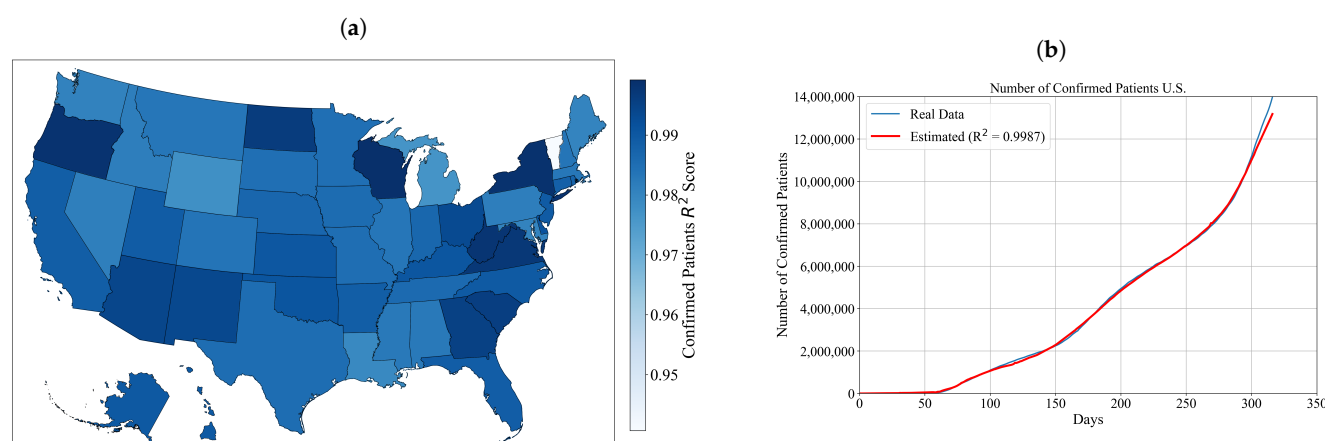 (a)
0.99
0.98
0.97
0.96
0.95
Confirmed Patients R² Score
(b)
Number of Confirmed Patients U.S.
Real Data
Estimated (R² = 0.9987)
Number of Confirmed Patients
14,000,000
12,000,000
10,000,000
8,000,000
6,000,000
4,000,000
2,000,000
0
0 50 100 150 200 250 300 350
Days